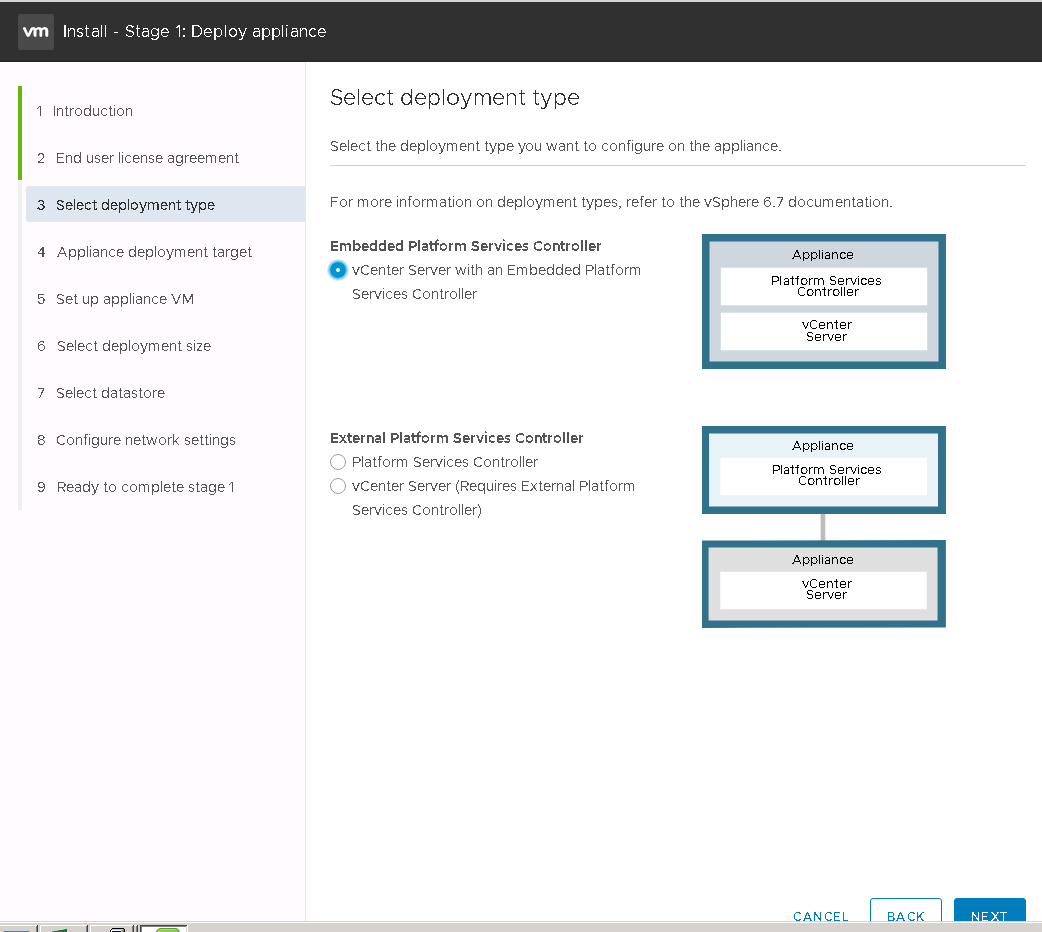 vm Install - Stage 1: Deploy appliance
1 Introduction
2 End user license agreement
3 Select deployment type
4 Appliance deployment target
5 Set up appliance VM
6 Select deployment size
7 Select datastore
8 Configure network settings
9 Ready to complete stage 1
Select deployment type
Select the deployment type you want to configure on the appliance.
For more information on deployment types, refer to the vSphere 6.7 documentation.
Embedded Platform Services Controller
vCenter Server with an Embedded Platform
Services Controller
Appliance
Platform Services
Controller
vCenter
Server
External Platform Services Controller
Platform Services Controller
vCenter Server (Requires External Platform
Services Controller)
Appliance
Platform Services
Controller
Appliance
vCenter
Server
CANCEL BACK NEXT